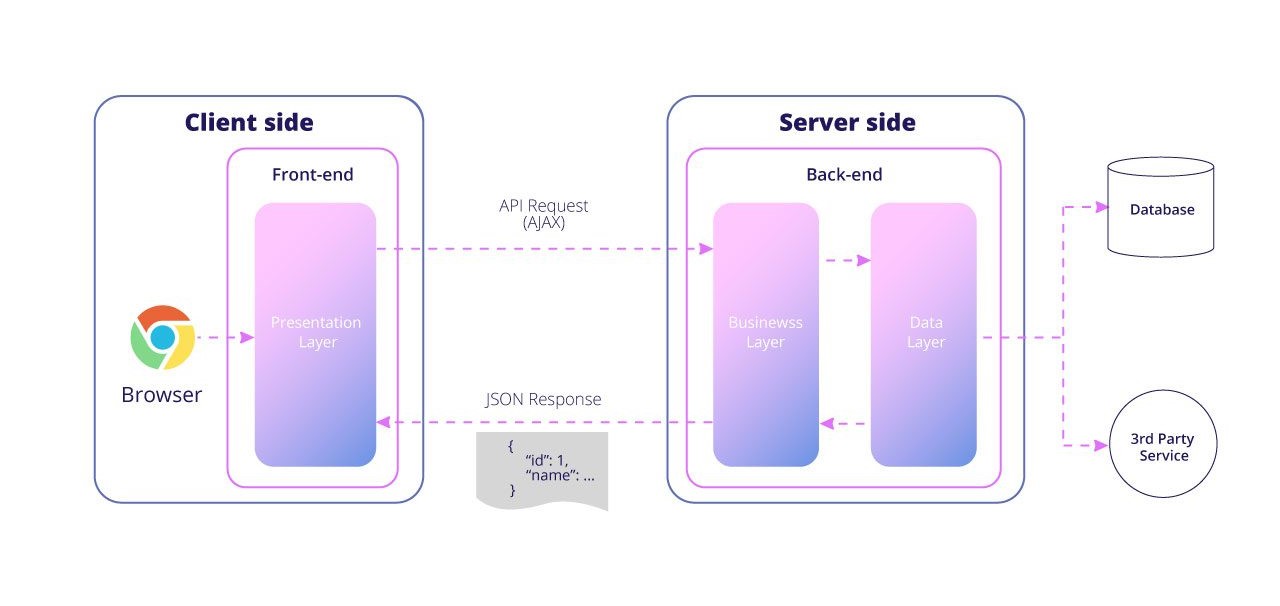 Client side
Front-end
Presentation
Layer
Browser
API Request
(AJAX)
JSON Response
{
“id”: 1,
“name”: ...
}
Server side
Back-end
Businewss
Layer
Data
Layer
Database
3rd Party
Service